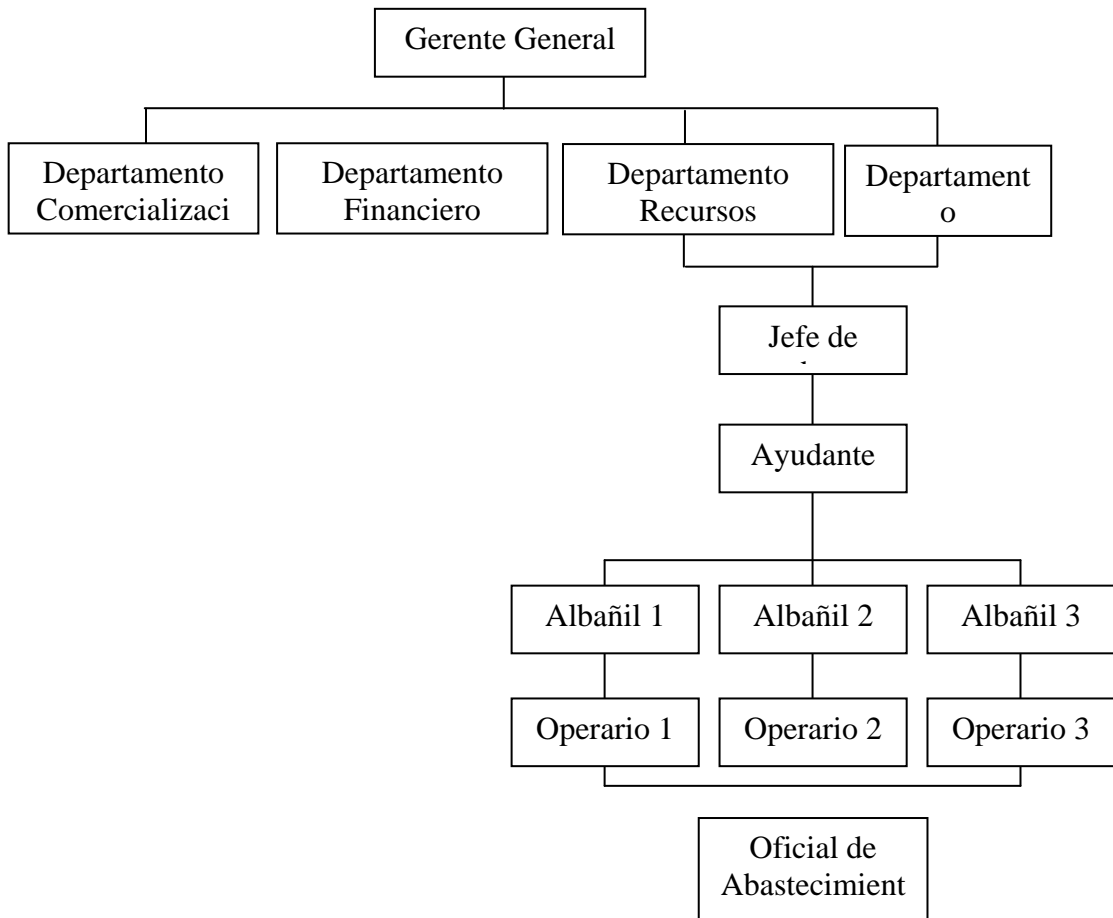 Gerente General
Departamento
Comercializaci
Departamento
Financiero
Departamento
Recursos
Departament
o
Jefe de
Ayudante
Albañil 1
Albañil 2
Albañil 3
Operario 1
Operario 2
Operario 3
Oficial de
Abastecimient